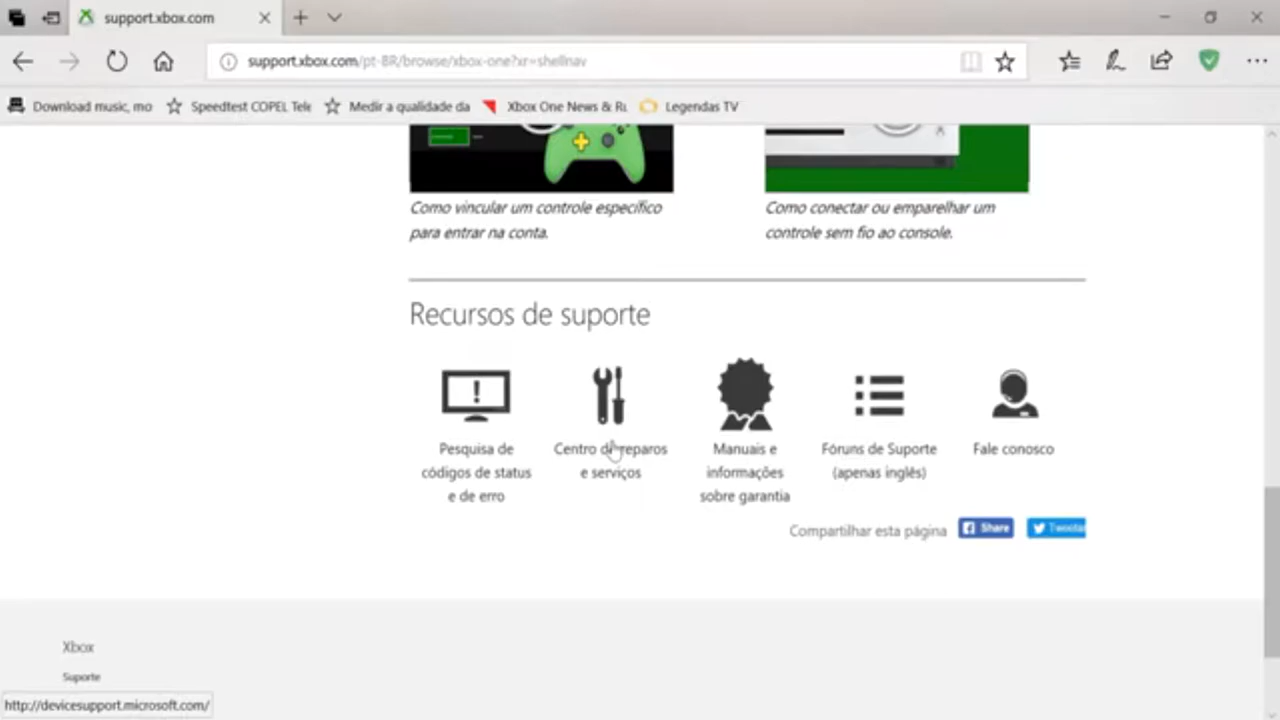 support.xbox.com
support.xbox.com/pt-BR/browse/xbox-one?xr=shellnav
Download music, mo
Speedtest COPEL Tele
Medir a qualidade da
Xbox One News & Ru
Legendas TV
Como vincular um controle específico
para entrar na conta.
Como conectar ou emparelhar um
controle sem fio ao console.
Recursos de suporte
Pesquisa de
códigos de status
e de erro
Centro de reparos
e serviços
Manuais e
informações
sobre garantia
Fóruns de Suporte
(apenas inglês)
Fale conosco
Compartilhar esta página
Share
Tweetar
Xbox
Suporte
http://devicesupport.microsoft.com/